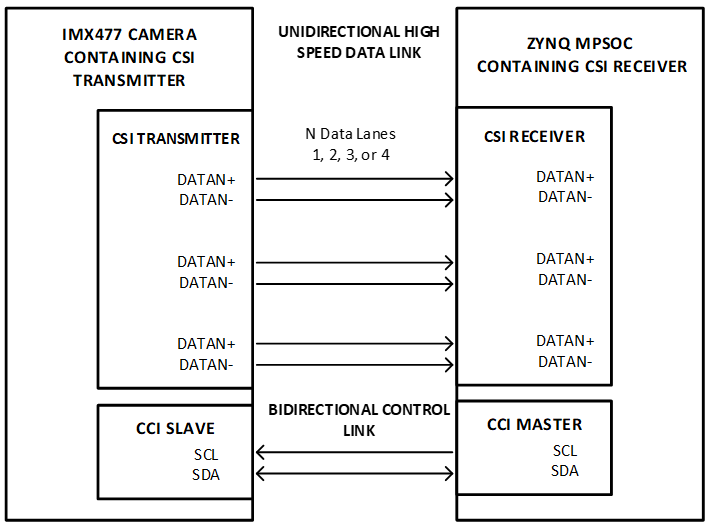 IMX477 CAMERA
CONTAINING CSI
TRANSMITTER
UNIDIRECTIONAL HIGH
SPEED DATA LINK
ZYNQ MPSOC
CONTAINING CSI RECEIVER
CSI TRANSMITTER
N Data Lanes
1, 2, 3, or 4
CSI RECEIVER
DATAN+
DATAN-
DATAN+
DATAN-
DATAN+
DATAN-
DATAN+
DATAN-
DATAN+
DATAN-
DATAN+
DATAN-
CCI SLAVE
SCL
SDA
BIDIRECTIONAL CONTROL
LINK
CCI MASTER
SCL
SDA